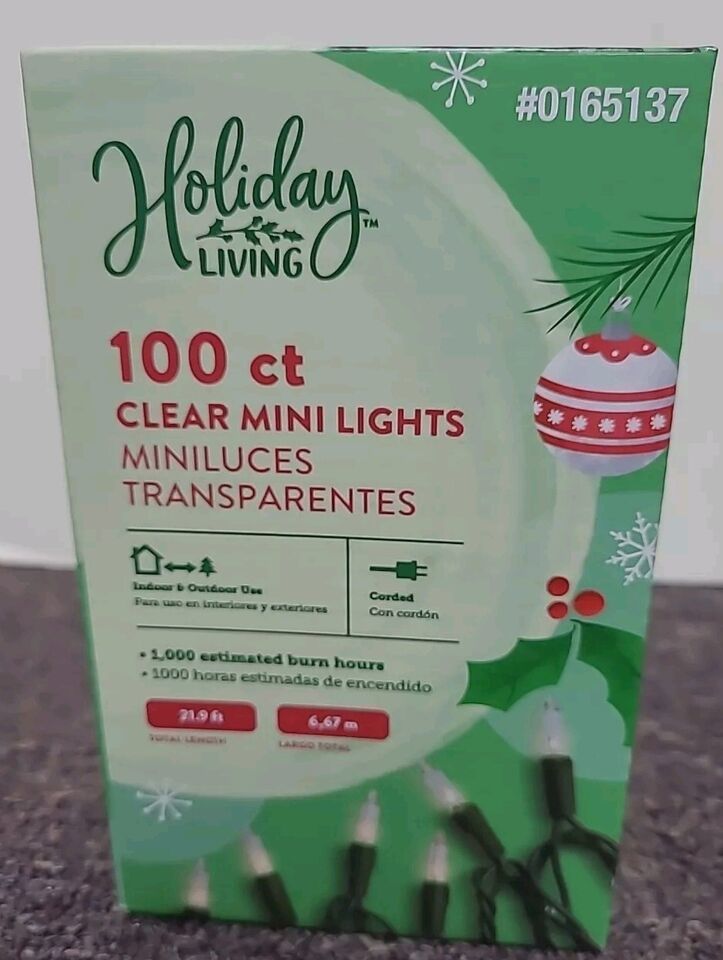 #0165137
Holiday
LIVING™
100 ct
CLEAR MINI LIGHTS
MINILUCES
TRANSPARENTES
Indoor & Outdoor Use
Para uso en interiores y exteriores
Corded
Con cordón
• 1,000 estimated burn hours
• 1000 horas estimadas de encendido
21.9 ft
6,67 m
TOTAL LENGTH
LARGO TOTAL